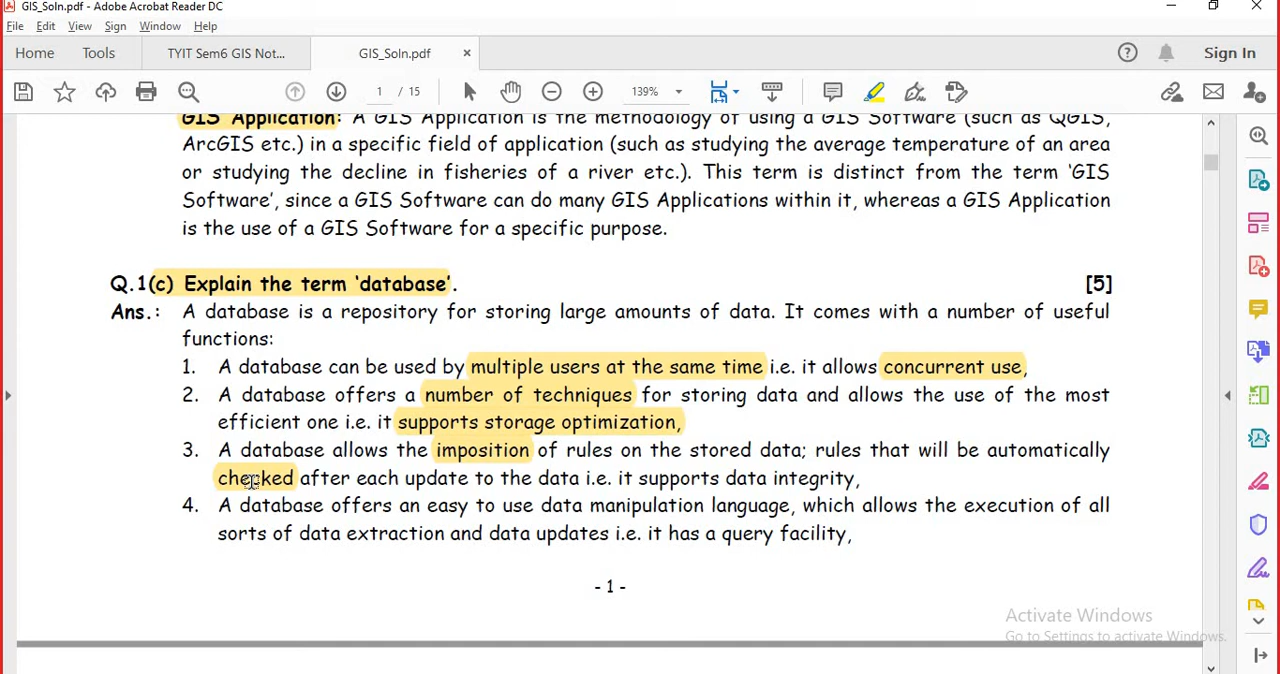 GIS_Soln.pdf - Adobe Acrobat Reader DC
File Edit View Sign Window Help
Home Tools TYIT Sem6 GIS Not... GIS_Soln.pdf × Sign In
1 / 15 139%
GIS Application: A GIS Application is the methodology of using a GIS Software (such as QGIS,
ArcGIS etc.) in a specific field of application (such as studying the average temperature of an area
or studying the decline in fisheries of a river etc.). This term is distinct from the term ‘GIS
Software’, since a GIS Software can do many GIS Applications within it, whereas a GIS Application
is the use of a GIS Software for a specific purpose.
Q.1(c) Explain the term ‘database’. [5]
Ans.: A database is a repository for storing large amounts of data. It comes with a number of useful
functions:
1. A database can be used by multiple users at the same time i.e. it allows concurrent use,
2. A database offers a number of techniques for storing data and allows the use of the most
efficient one i.e. it supports storage optimization,
3. A database allows the imposition of rules on the stored data; rules that will be automatically
checked after each update to the data i.e. it supports data integrity,
4. A database offers an easy to use data manipulation language, which allows the execution of all
sorts of data extraction and data updates i.e. it has a query facility,
- 1 -
Activate Windows
Go to Settings to activate Windows.